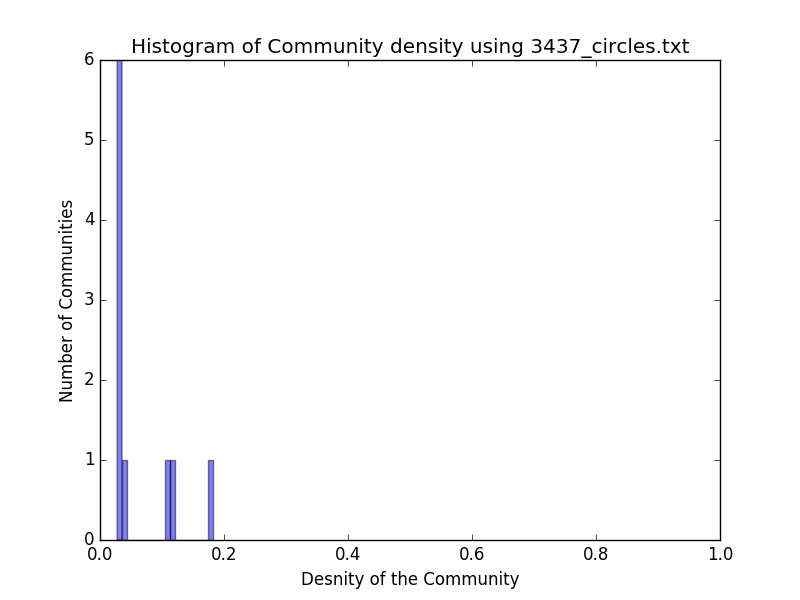 Histogram of Community density using 3437_circles.txt
6
5
4
3
2
1
0
Number of Communities
0.0 0.2 0.4 0.6 0.8 1.0
Desnity of the Community